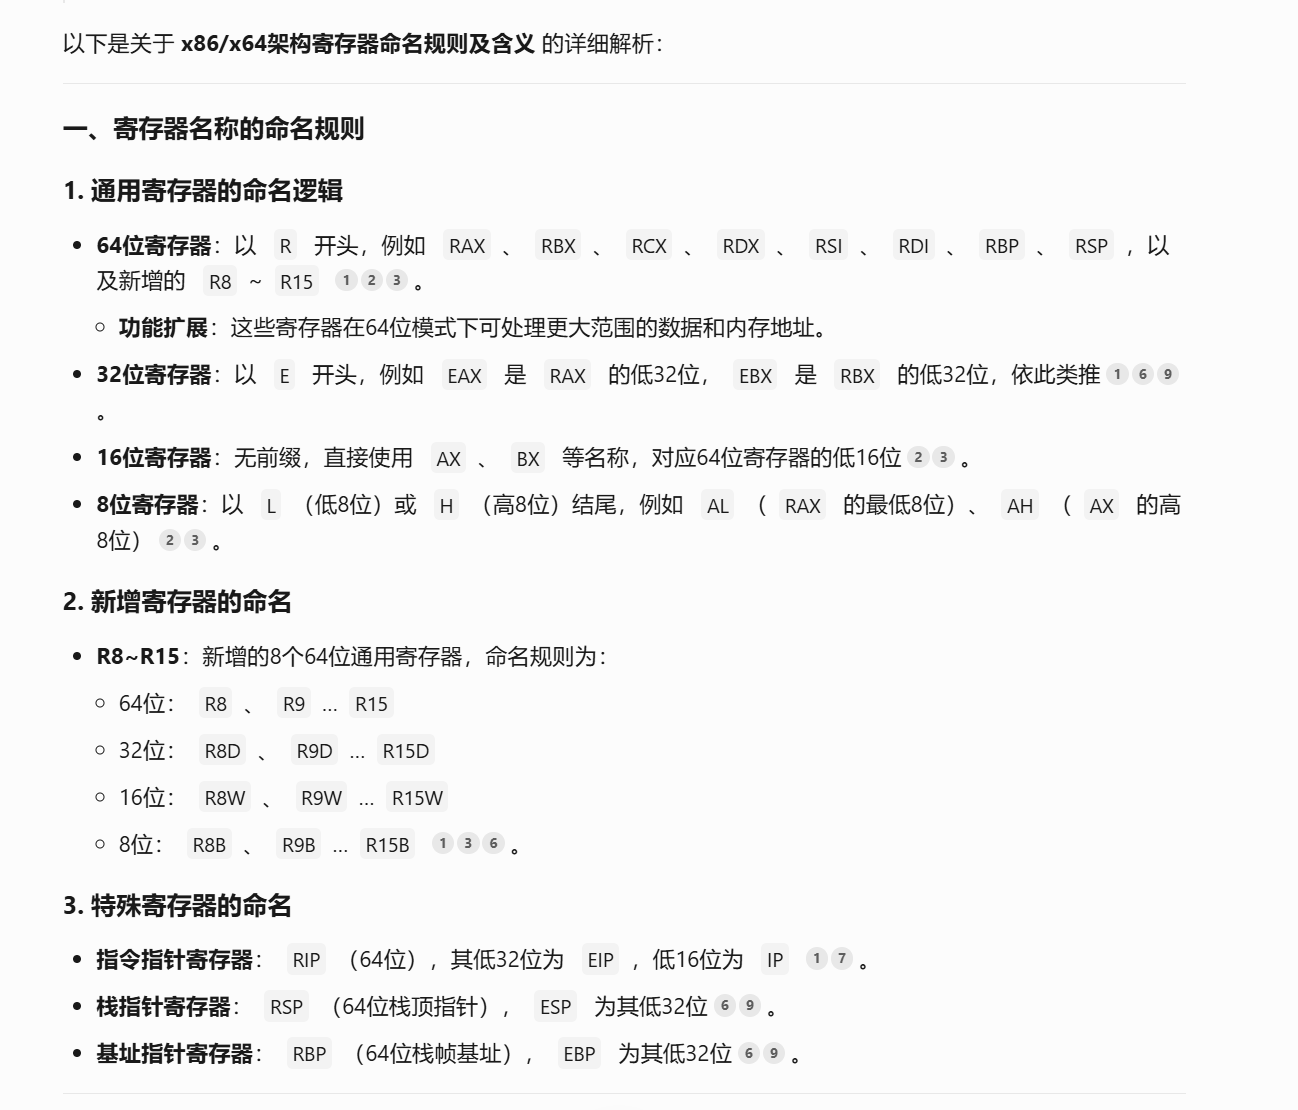 以下是关于 x86/x64架构寄存器命名规则及含义 的详细解析：
一、寄存器名称的命名规则
1. 通用寄存器的命名逻辑
• 64位寄存器：以 R 开头，例如 RAX 、 RBX 、 RCX 、 RDX 、 RSI 、 RDI 、 RBP 、 RSP ，以
及新增的 R8 ~ R15 1 2 3 。
○ 功能扩展：这些寄存器在64位模式下可处理更大范围的数据和内存地址。
• 32位寄存器：以 E 开头，例如 EAX 是 RAX 的低32位， EBX 是 RBX 的低32位，依此类推 1 6 9
。
• 16位寄存器：无前缀，直接使用 AX 、 BX 等名称，对应64位寄存器的低16位 2 3 。
• 8位寄存器：以 L （低8位）或 H （高8位）结尾，例如 AL （ RAX 的最低8位）、 AH （ AX 的高
8位） 2 3 。
2. 新增寄存器的命名
• R8~R15：新增的8个64位通用寄存器，命名规则为：
○ 64位： R8 、 R9 ... R15
○ 32位： R8D 、 R9D ... R15D
○ 16位： R8W 、 R9W ... R15W
○ 8位： R8B 、 R9B ... R15B 1 3 6 。
3. 特殊寄存器的命名
• 指令指针寄存器： RIP （64位），其低32位为 EIP ，低16位为 IP 1 7 。
• 栈指针寄存器： RSP （64位栈顶指针）， ESP 为其低32位 6 9 。
• 基址指针寄存器： RBP （64位栈帧基址）， EBP 为其低32位 6 9 。